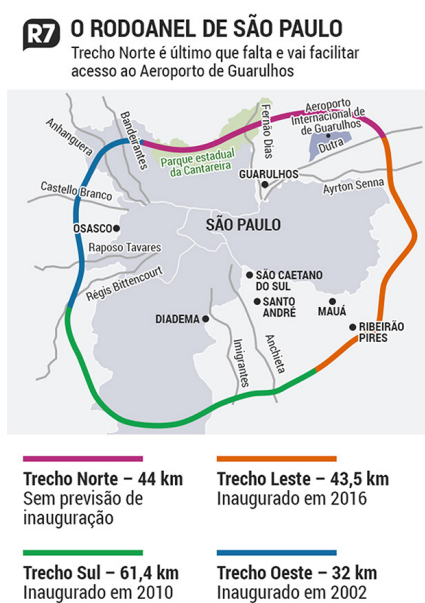 R7
O RODOANEL DE SÃO PAULO
Trecho Norte é último que falta e vai facilitar
acesso ao Aeroporto de Guarulhos
Anhanguera
Bandeirantes
Parque estadual
da Cantareira
Fernão Dias
Aeroporto
Internacional
de Guarulhos
Dutra
GUARULHOS
Ayrton Senna
Castello Branco
OSASCO
SÃO PAULO
Raposo Tavares
Régis Bittencourt
SÃO CAETANO
DO SUL
SANTO
ANDRÉ
MAUÁ
DIADEMA
RIBEIRÃO
PIRES
Imigrantes
Anchieta
Trecho Norte – 44 km
Sem previsão de
inauguração
Trecho Leste – 43,5 km
Inaugurado em 2016
Trecho Sul – 61,4 km
Inaugurado em 2010
Trecho Oeste – 32 km
Inaugurado em 2002